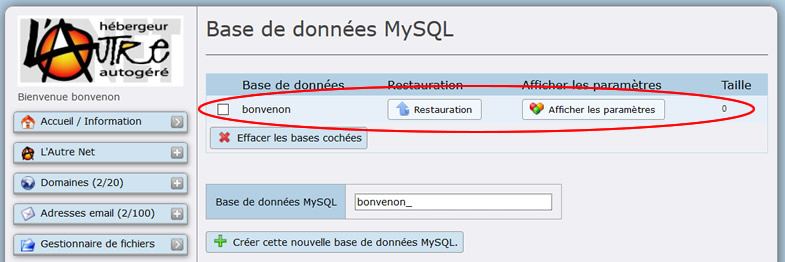 hébergeur
L'AUTRE
NET
autogéré
Bienvenue bonvenon
Accueil / Information
L'Autre Net
Domaines (2/20)
Adresses email (2/100)
Gestionnaire de fichiers
Base de données MySQL
Base de données Restauration Afficher les paramètres Taille
bonvenon Restauration Afficher les paramètres 0
Effacer les bases cochées
Base de données MySQL bonvenon_
Créer cette nouvelle base de données MySQL.